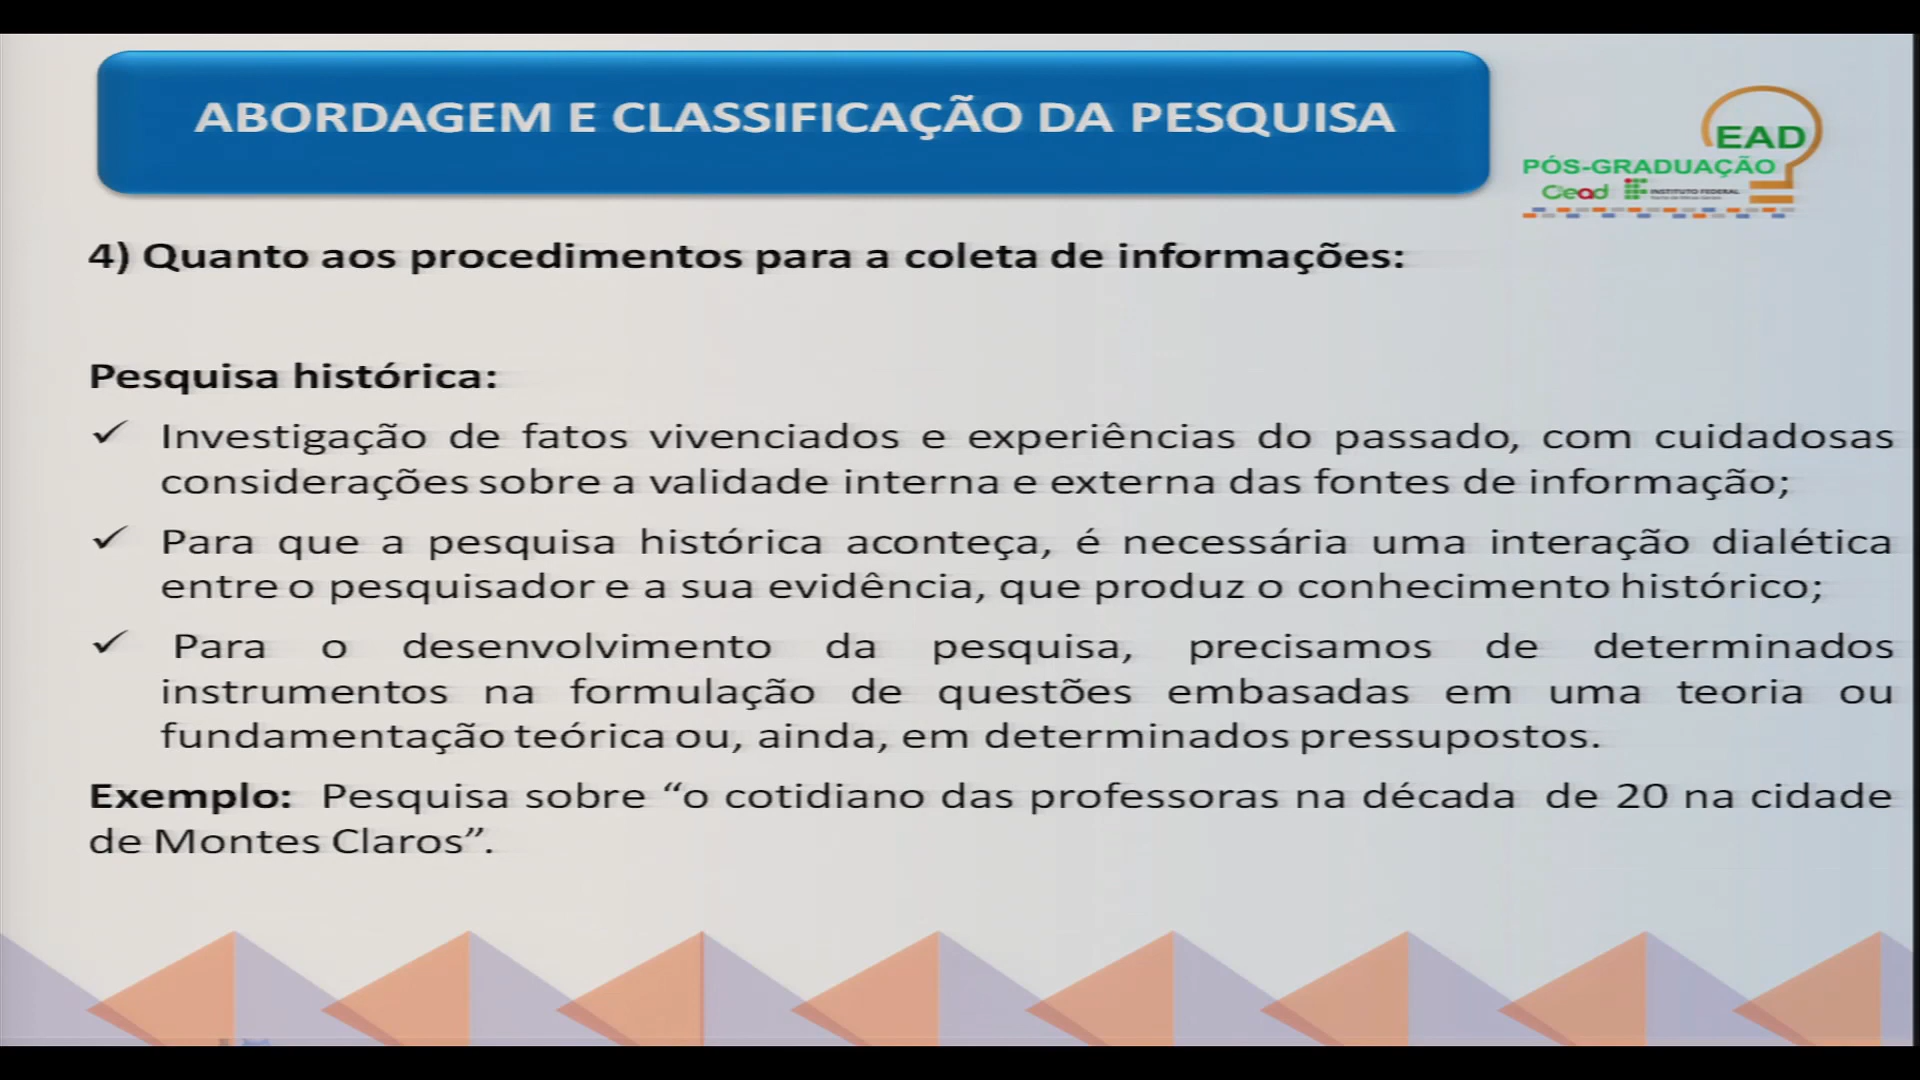 ABORDAGEM E CLASSIFICAÇÃO DA PESQUISA
EAD
PÓS-GRADUAÇÃO
Cead
INSTITUTO FEDERAL
4) Quanto aos procedimentos para a coleta de informações:
Pesquisa histórica:
✓ Investigação de fatos vivenciados e experiências do passado, com cuidadosas
considerações sobre a validade interna e externa das fontes de informação;
✓ Para que a pesquisa histórica aconteça, é necessária uma interação dialética
entre o pesquisador e a sua evidência, que produz o conhecimento histórico;
✓ Para o desenvolvimento da pesquisa, precisamos de determinados
instrumentos na formulação de questões embasadas em uma teoria ou
fundamentação teórica ou, ainda, em determinados pressupostos.
Exemplo: Pesquisa sobre “o cotidiano das professoras na década de 20 na cidade
de Montes Claros”.